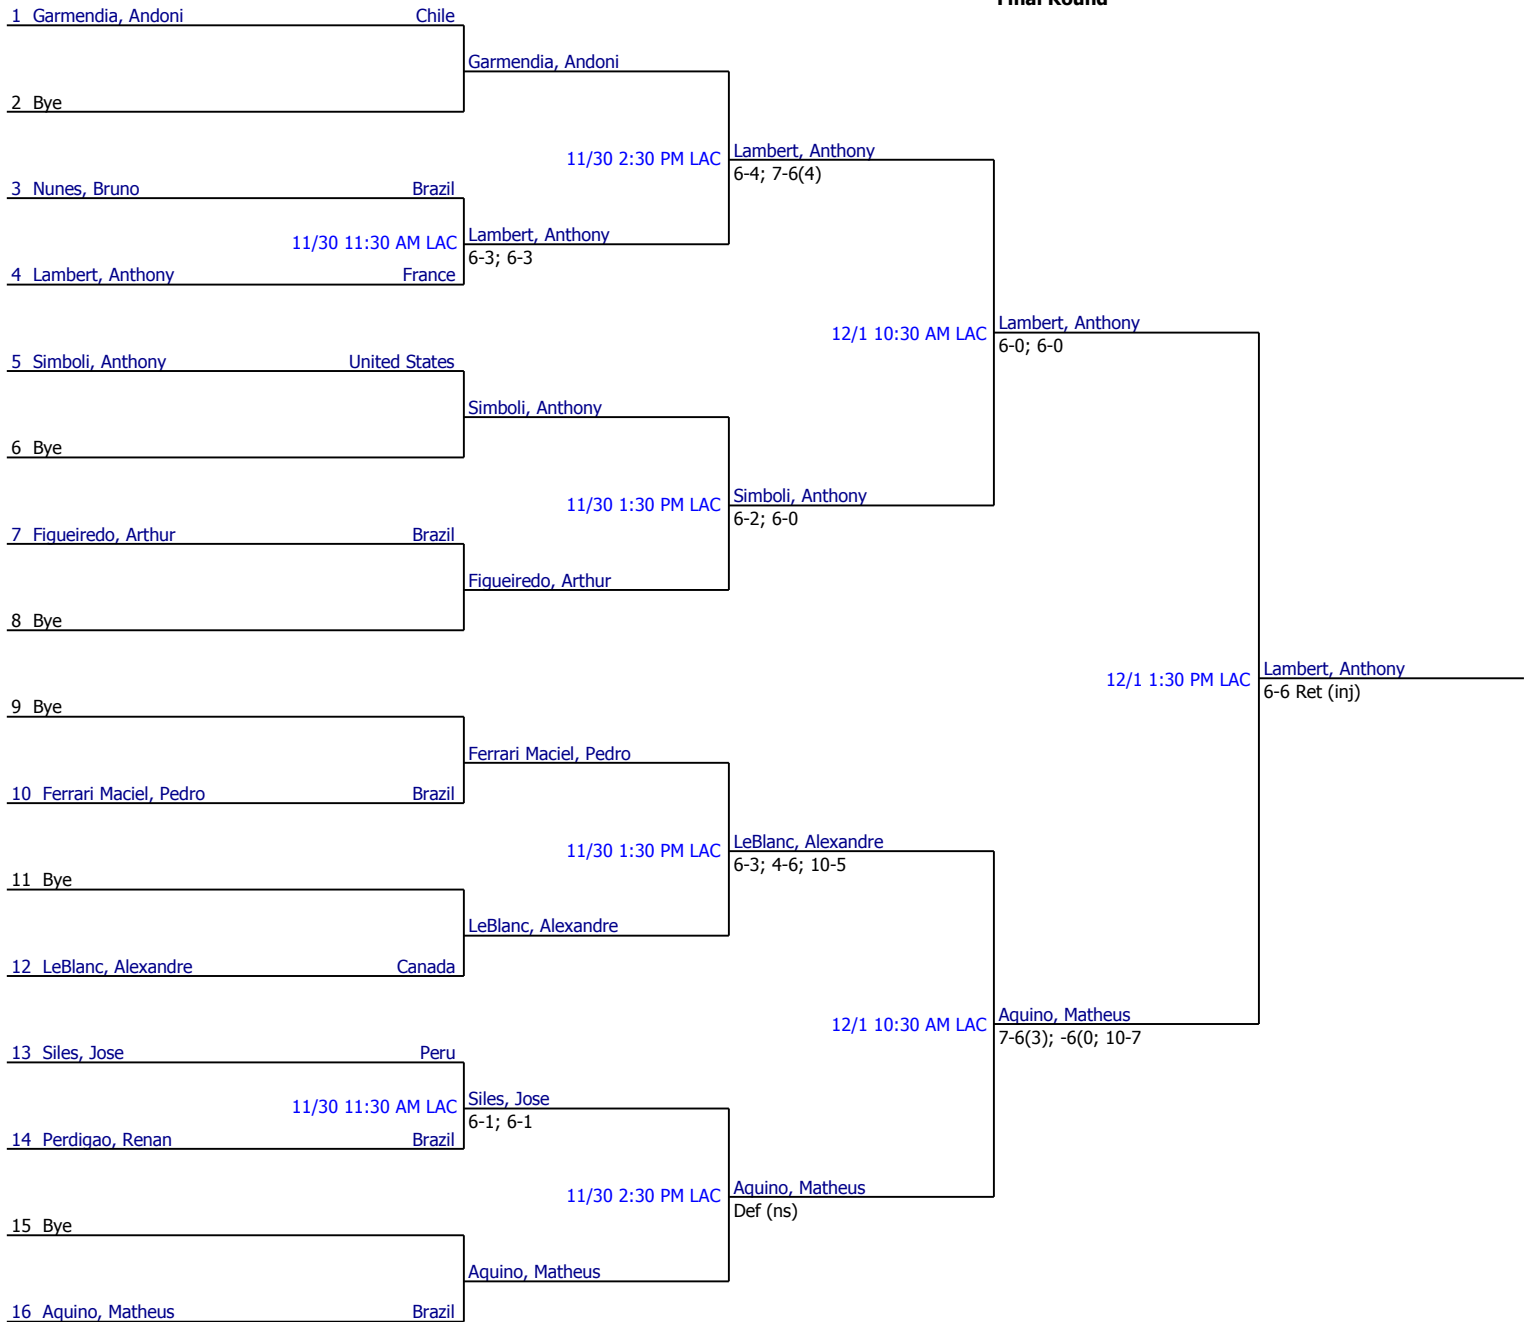 Final Round
1 Garmendia, Andoni Chile
Garmendia, Andoni
2 Bye
11/30 2:30 PM LAC Lambert, Anthony
6-4; 7-6(4)
3 Nunes, Bruno Brazil
11/30 11:30 AM LAC Lambert, Anthony
6-3; 6-3
4 Lambert, Anthony France
12/1 10:30 AM LAC Lambert, Anthony
6-0; 6-0
5 Simboli, Anthony United States
Simboli, Anthony
6 Bye
11/30 1:30 PM LAC Simboli, Anthony
6-2; 6-0
7 Figueiredo, Arthur Brazil
Figueiredo, Arthur
8 Bye
12/1 1:30 PM LAC Lambert, Anthony
6-6 Ret (inj)
9 Bye
Ferrari Maciel, Pedro
10 Ferrari Maciel, Pedro Brazil
11/30 1:30 PM LAC LeBlanc, Alexandre
6-3; 4-6; 10-5
11 Bye
LeBlanc, Alexandre
12 LeBlanc, Alexandre Canada
12/1 10:30 AM LAC Aquino, Matheus
7-6(3); -6(0; 10-7
13 Siles, Jose Peru
11/30 11:30 AM LAC Siles, Jose
6-1; 6-1
14 Perdigao, Renan Brazil
11/30 2:30 PM LAC Aquino, Matheus
Def (ns)
15 Bye
Aquino, Matheus
16 Aquino, Matheus Brazil